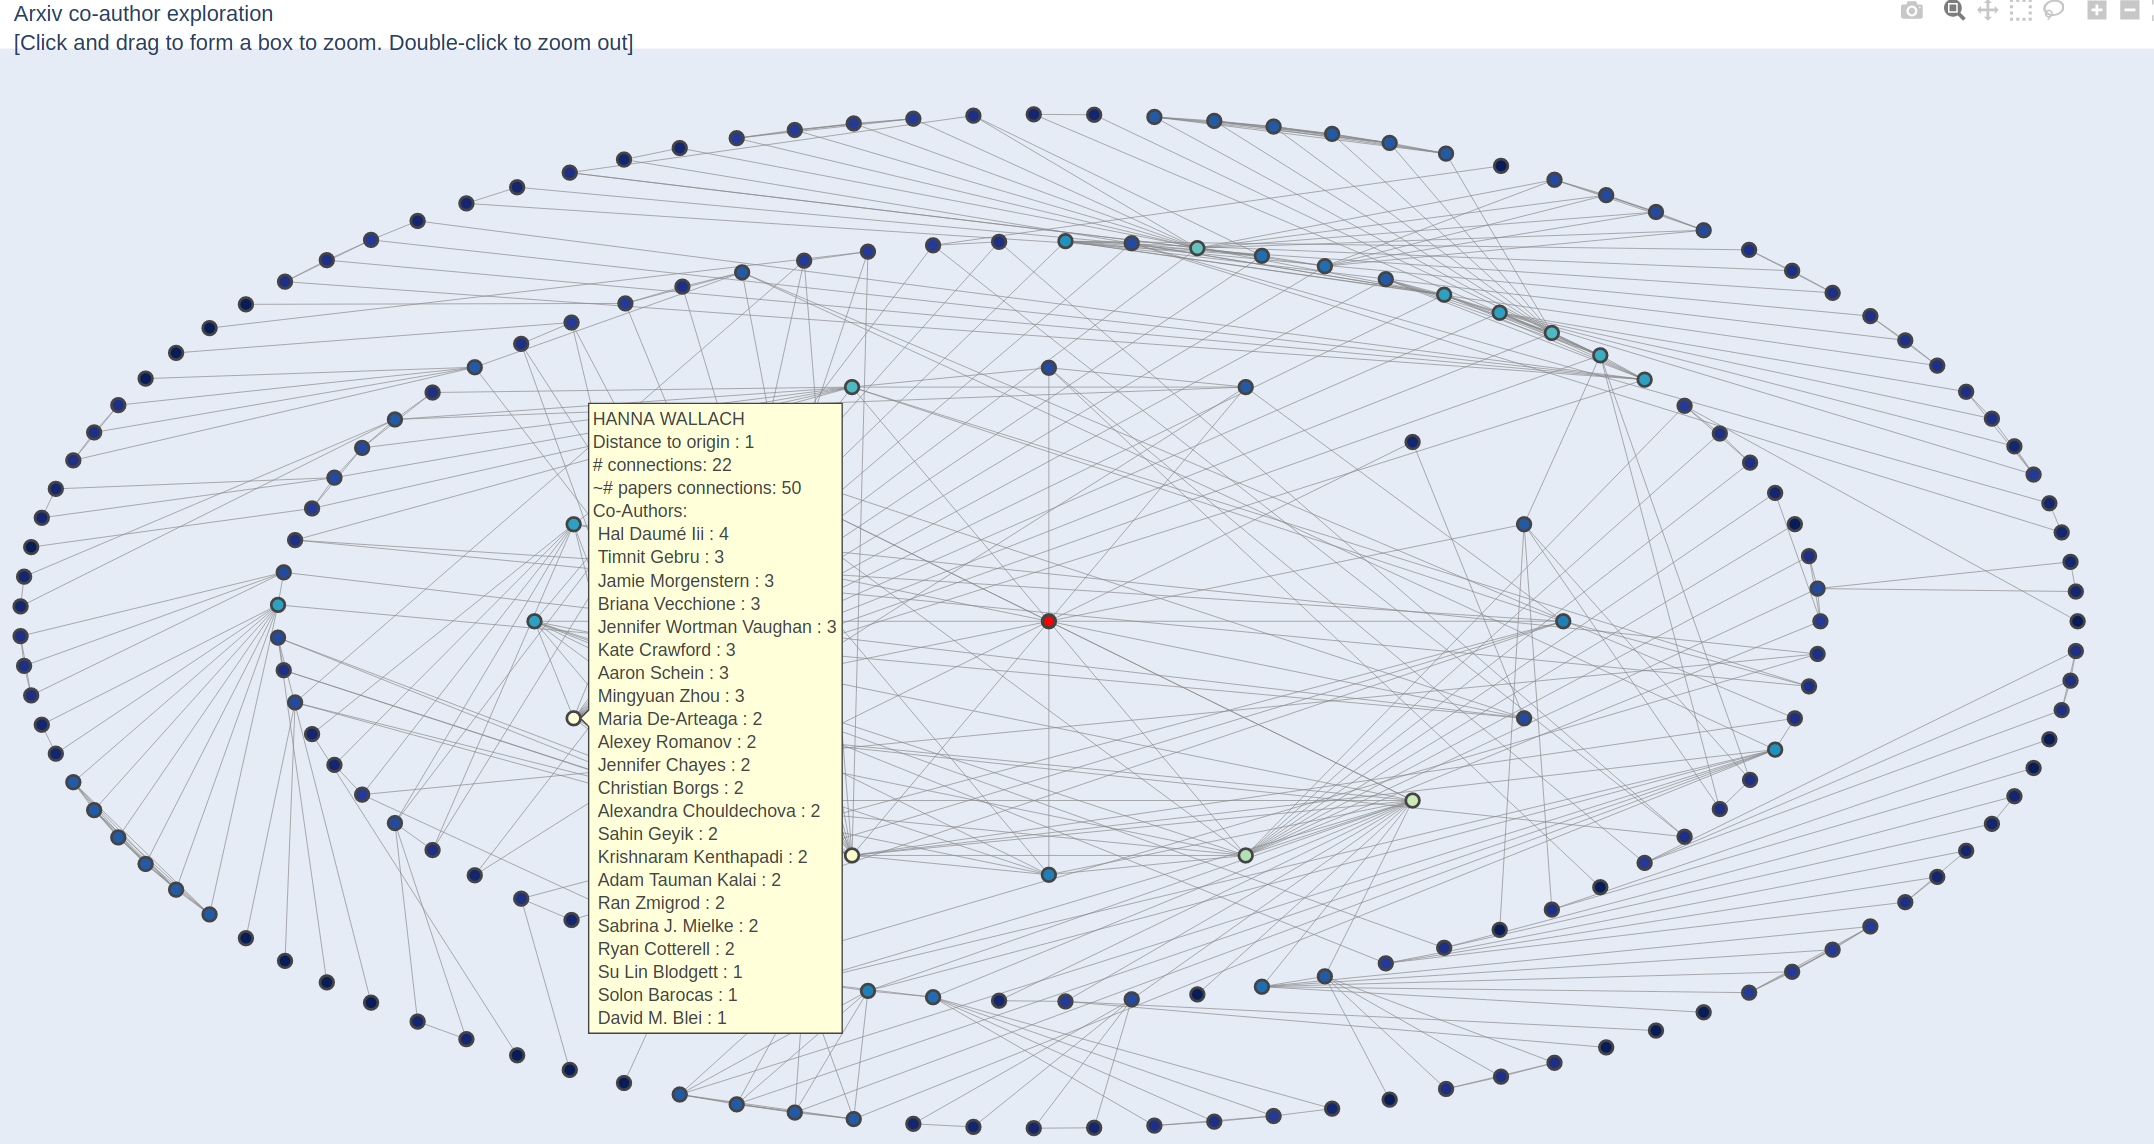 Arxiv co-author exploration
[Click and drag to form a box to zoom. Double-click to zoom out]
HANNA WALLACH
Distance to origin : 1
# connections: 22
~# papers connections: 50
Co-Authors:
Hal Daumé Iii : 4
Timnit Gebru : 3
Jamie Morgenstern : 3
Briana Vecchione : 3
Jennifer Wortman Vaughan : 3
Kate Crawford : 3
Aaron Schein : 3
Mingyuan Zhou : 3
Maria De-Arteaga : 2
Alexey Romanov : 2
Jennifer Chayes : 2
Christian Borgs : 2
Alexandra Chouldechova : 2
Sahin Geyik : 2
Krishnaram Kenthapadi : 2
Adam Tauman Kalai : 2
Ran Zmigrod : 2
Sabrina J. Mielke : 2
Ryan Cotterell : 2
Su Lin Blodgett : 1
Solon Barocas : 1
David M. Blei : 1